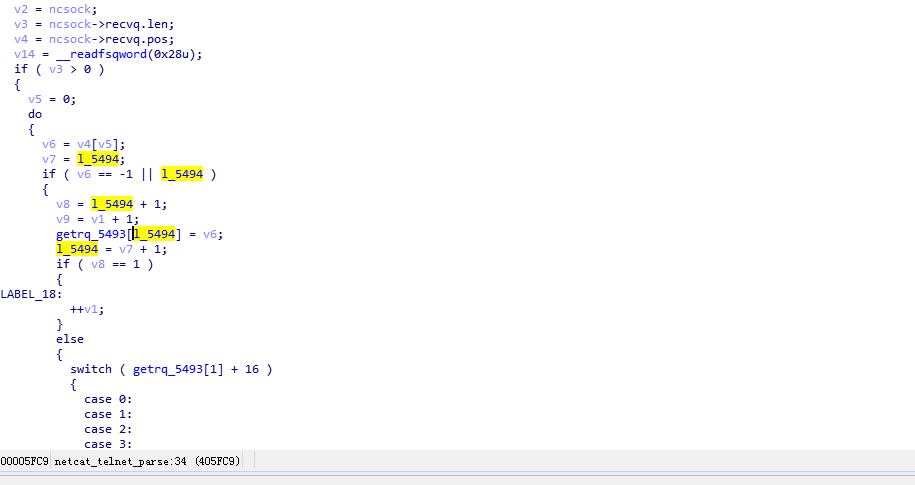 v2 = ncsock;
v3 = ncsock->recvq.len;
v4 = ncsock->recvq.pos;
v14 = __readfsqword(0x28u);
if ( v3 > 0 )
{
v5 = 0;
do
{
v6 = v4[v5];
v7 = l_5494;
if ( v6 == -1 || l_5494 )
{
v8 = l_5494 + 1;
v9 = v1 + 1;
getrq_5493[l_5494] = v6;
l_5494 = v7 + 1;
if ( v8 == 1 )
{
LABEL_18:
++v1;
}
else
{
switch ( getrq_5493[1] + 16 )
{
case 0:
case 1:
case 2:
case 3:
00005FC9 netcat_telnet_parse:34 (405FC9)